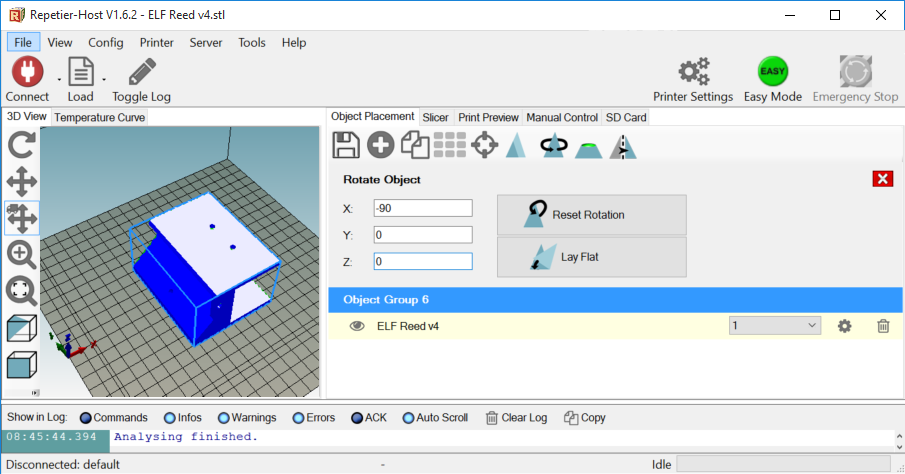 Repetier-Host V1.6.2 - ELF Reed v4.stl
File View Config Printer Server Tools Help
Connect Load Toggle Log Printer Settings EASY Easy Mode Emergency Stop
3D View Temperature Curve Object Placement Slicer Print Preview Manual Control SD Card
Rotate Object
X: -90 Reset Rotation
Y: 0
Z: 0 Lay Flat
Object Group 6
ELF Reed v4 1
Show in Log: Commands Infos Warnings Errors ACK Auto Scroll Clear Log Copy
08:45:44.394 Analysing finished.
Disconnected: default - Idle